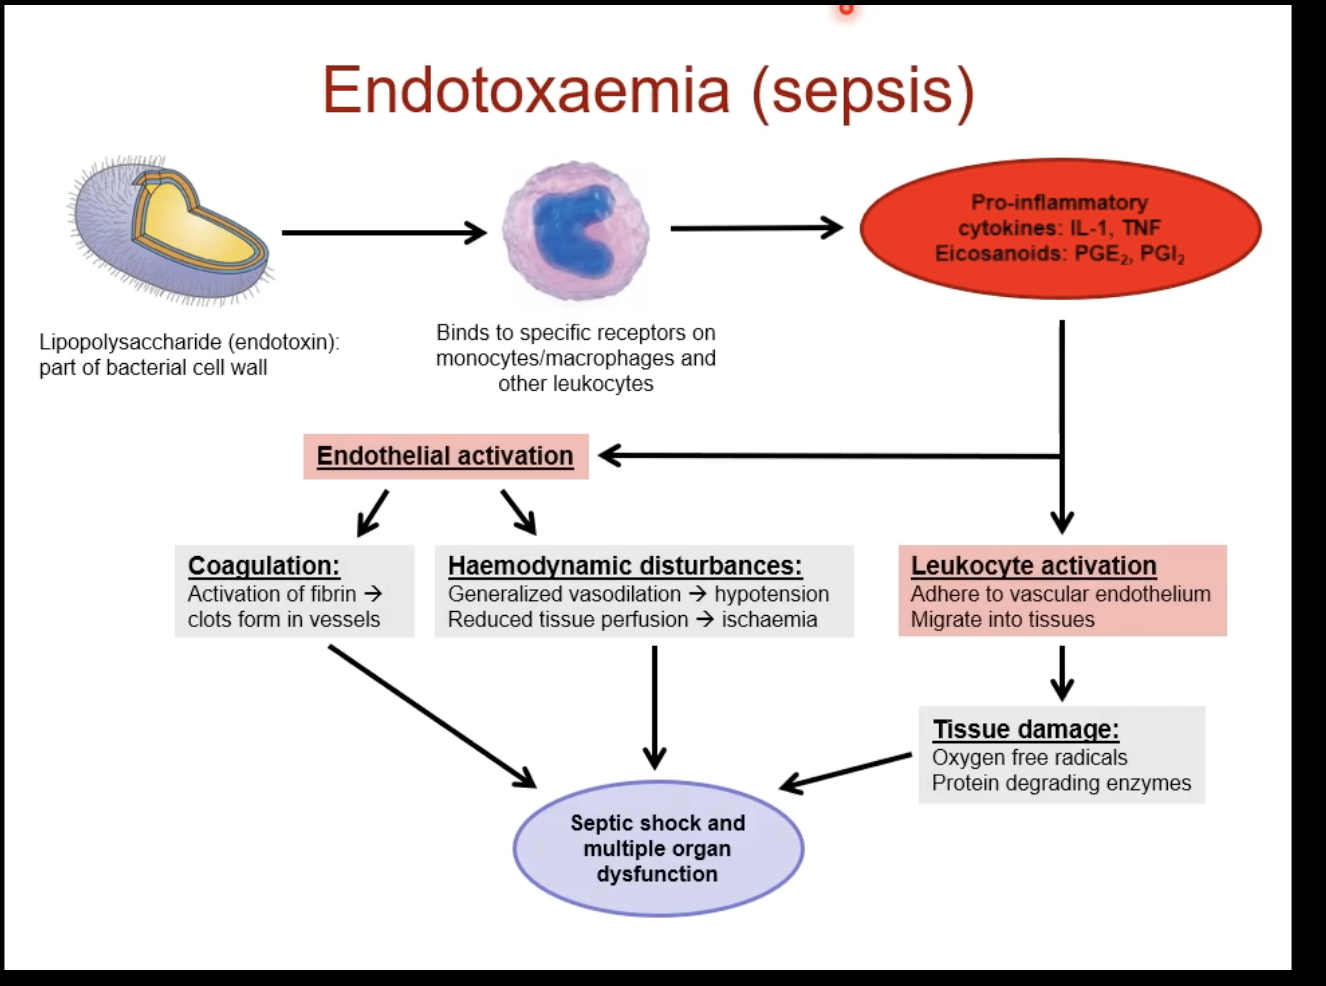 Endotoxaemia (sepsis)
Pro-inflammatory
cytokines: IL-1, TNF
Eicosanoids: PGE₂, PGI₂
Lipopolysaccharide (endotoxin):
part of bacterial cell wall
Binds to specific receptors on
monocytes/macrophages and
other leukocytes
Endothelial activation
Coagulation:
Activation of fibrin →
clots form in vessels
Haemodynamic disturbances:
Generalized vasodilation → hypotension
Reduced tissue perfusion → ischaemia
Leukocyte activation
Adhere to vascular endothelium
Migrate into tissues
Tissue damage:
Oxygen free radicals
Protein degrading enzymes
Septic shock and
multiple organ
dysfunction